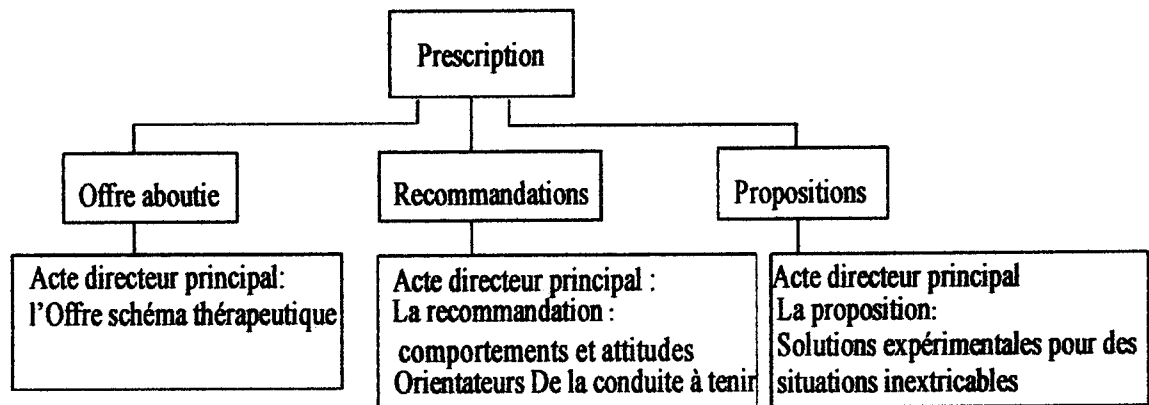 Prescription
Offre aboutie
Recommandations
Propositions
Acte directeur principal:
l'Offre schéma thérapeutique
Acte directeur principal :
La recommandation :
comportements et attitudes
Orientateurs De la conduite à tenir
Acte directeur principal
La proposition:
Solutions expérimentales pour des
situations inextricables